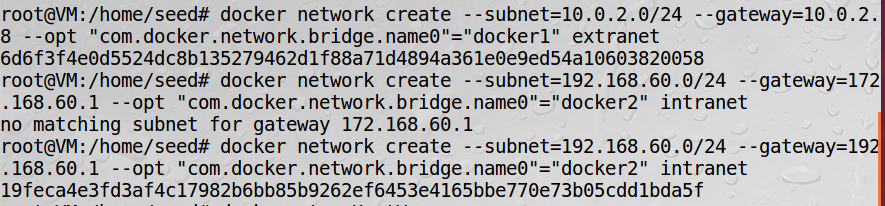 root@VM:/home/seed# docker network create --subnet=10.0.2.0/24 --gateway=10.0.2.
8 --opt "com.docker.network.bridge.name0"="docker1" extranet
6d6f3f4e0d5524dc8b135279462d1f88a71d4894a361e0e9ed54a10603820058
root@VM:/home/seed# docker network create --subnet=192.168.60.0/24 --gateway=172
.168.60.1 --opt "com.docker.network.bridge.name0"="docker2" intranet
no matching subnet for gateway 172.168.60.1
root@VM:/home/seed# docker network create --subnet=192.168.60.0/24 --gateway=192
.168.60.1 --opt "com.docker.network.bridge.name0"="docker2" intranet
19feca4e3fd3af4c17982b6bb85b9262ef6453e4165bbe770e73b05cdd1bda5f